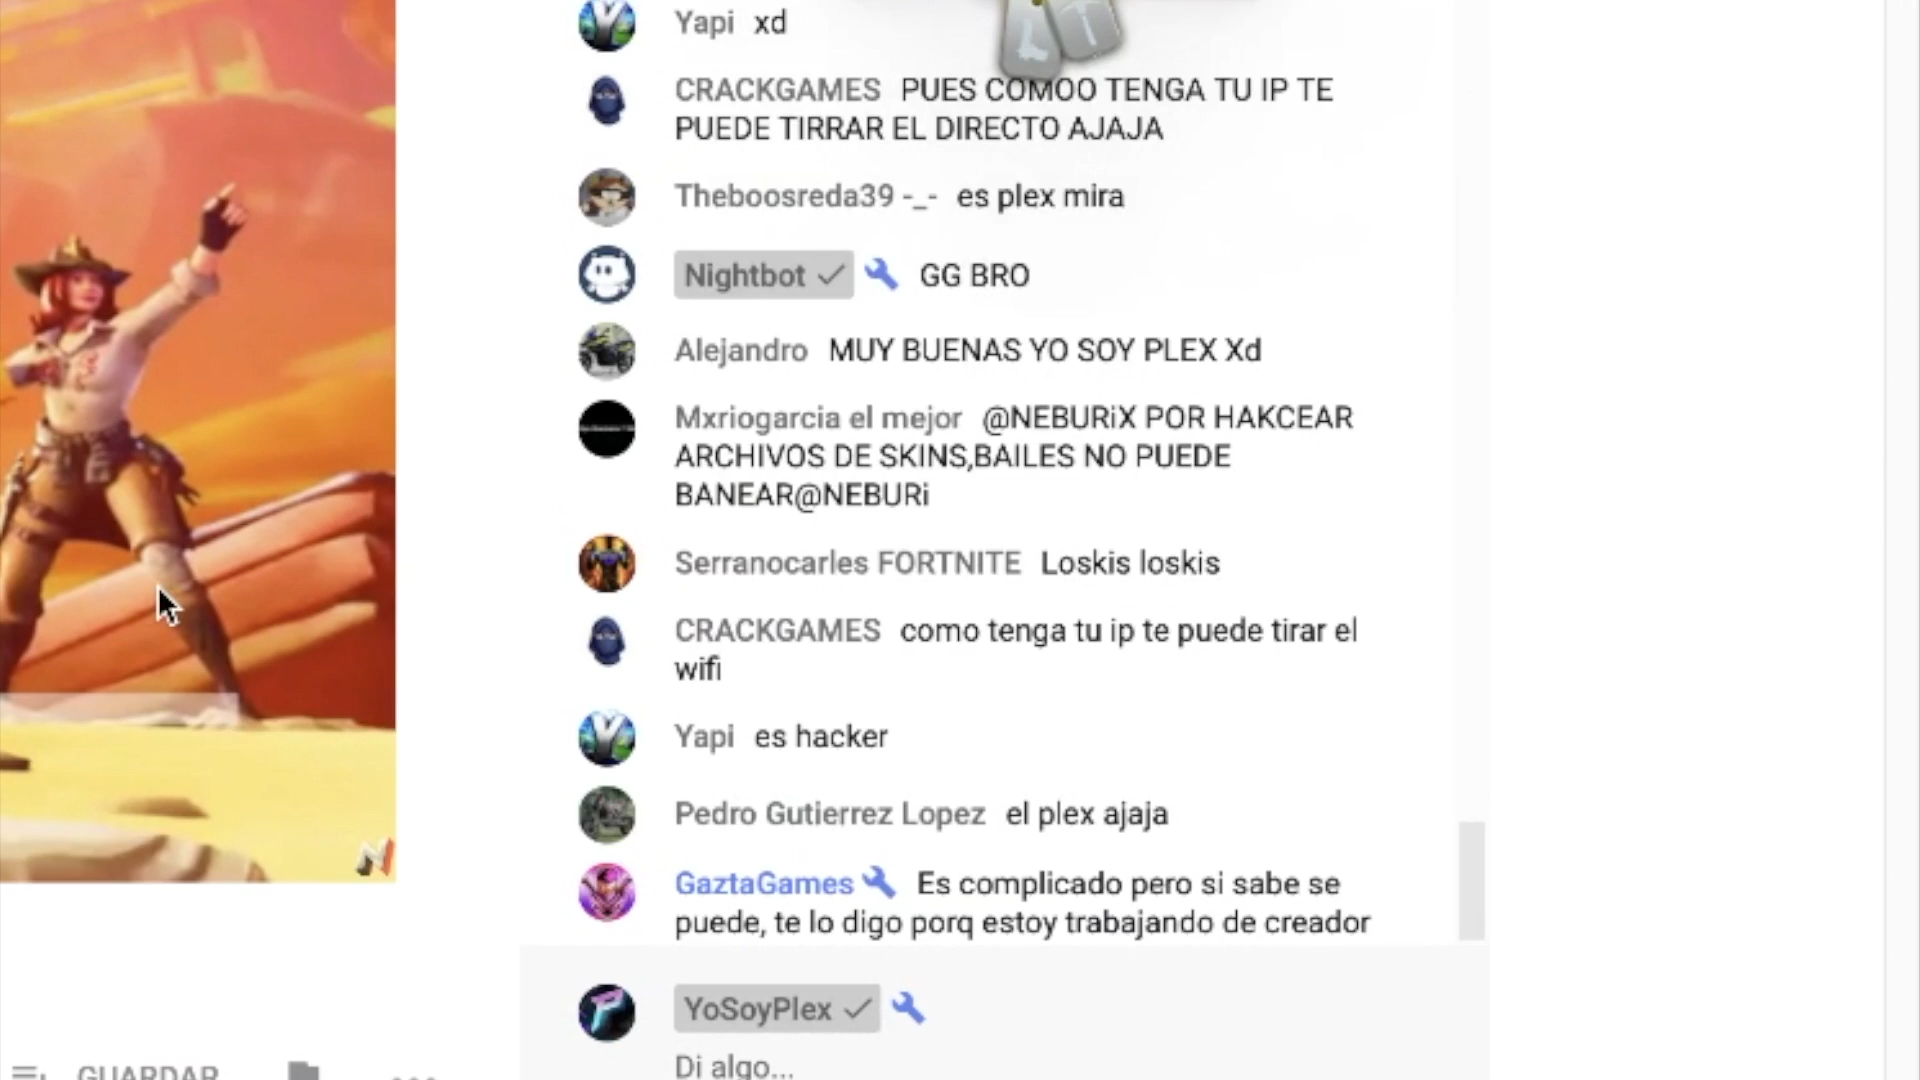 Yapi xd
CRACKGAMES PUES COMOO TENGA TU IP TE
PUEDE TIRRAR EL DIRECTO AJAJA
Theboosreda39 -_- es plex mira
Nightbot GG BRO
Alejandro MUY BUENAS YO SOY PLEX Xd
Mxriogarcia el mejor @NEBURiX POR HAKCEAR
ARCHIVOS DE SKINS,BAILES NO PUEDE
BANEAR@NEBURi
Serranocarles FORTNITE Loskis loskis
CRACKGAMES como tenga tu ip te puede tirar el
wifi
Yapi es hacker
Pedro Gutierrez Lopez el plex ajaja
GaztaGames Es complicado pero si sabe se
puede, te lo digo porq estoy trabajando de creador
YoSoyPlex
Di algo...
GUARDAR